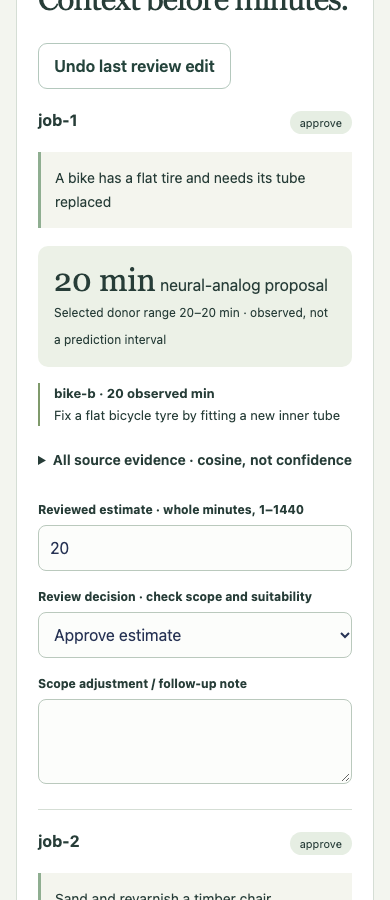 Context before minutes.
Undo last review edit
job-1
approve
A bike has a flat tire and needs its tube
replaced
20 min neural-analog proposal
Selected donor range 20–20 min · observed, not
a prediction interval
bike-b · 20 observed min
Fix a flat bicycle tyre by fitting a new inner tube
All source evidence · cosine, not confidence
Reviewed estimate · whole minutes, 1–1440
20
Review decision · check scope and suitability
Approve estimate
Scope adjustment / follow-up note
job-2
approve
Sand and revarnish a timber chair